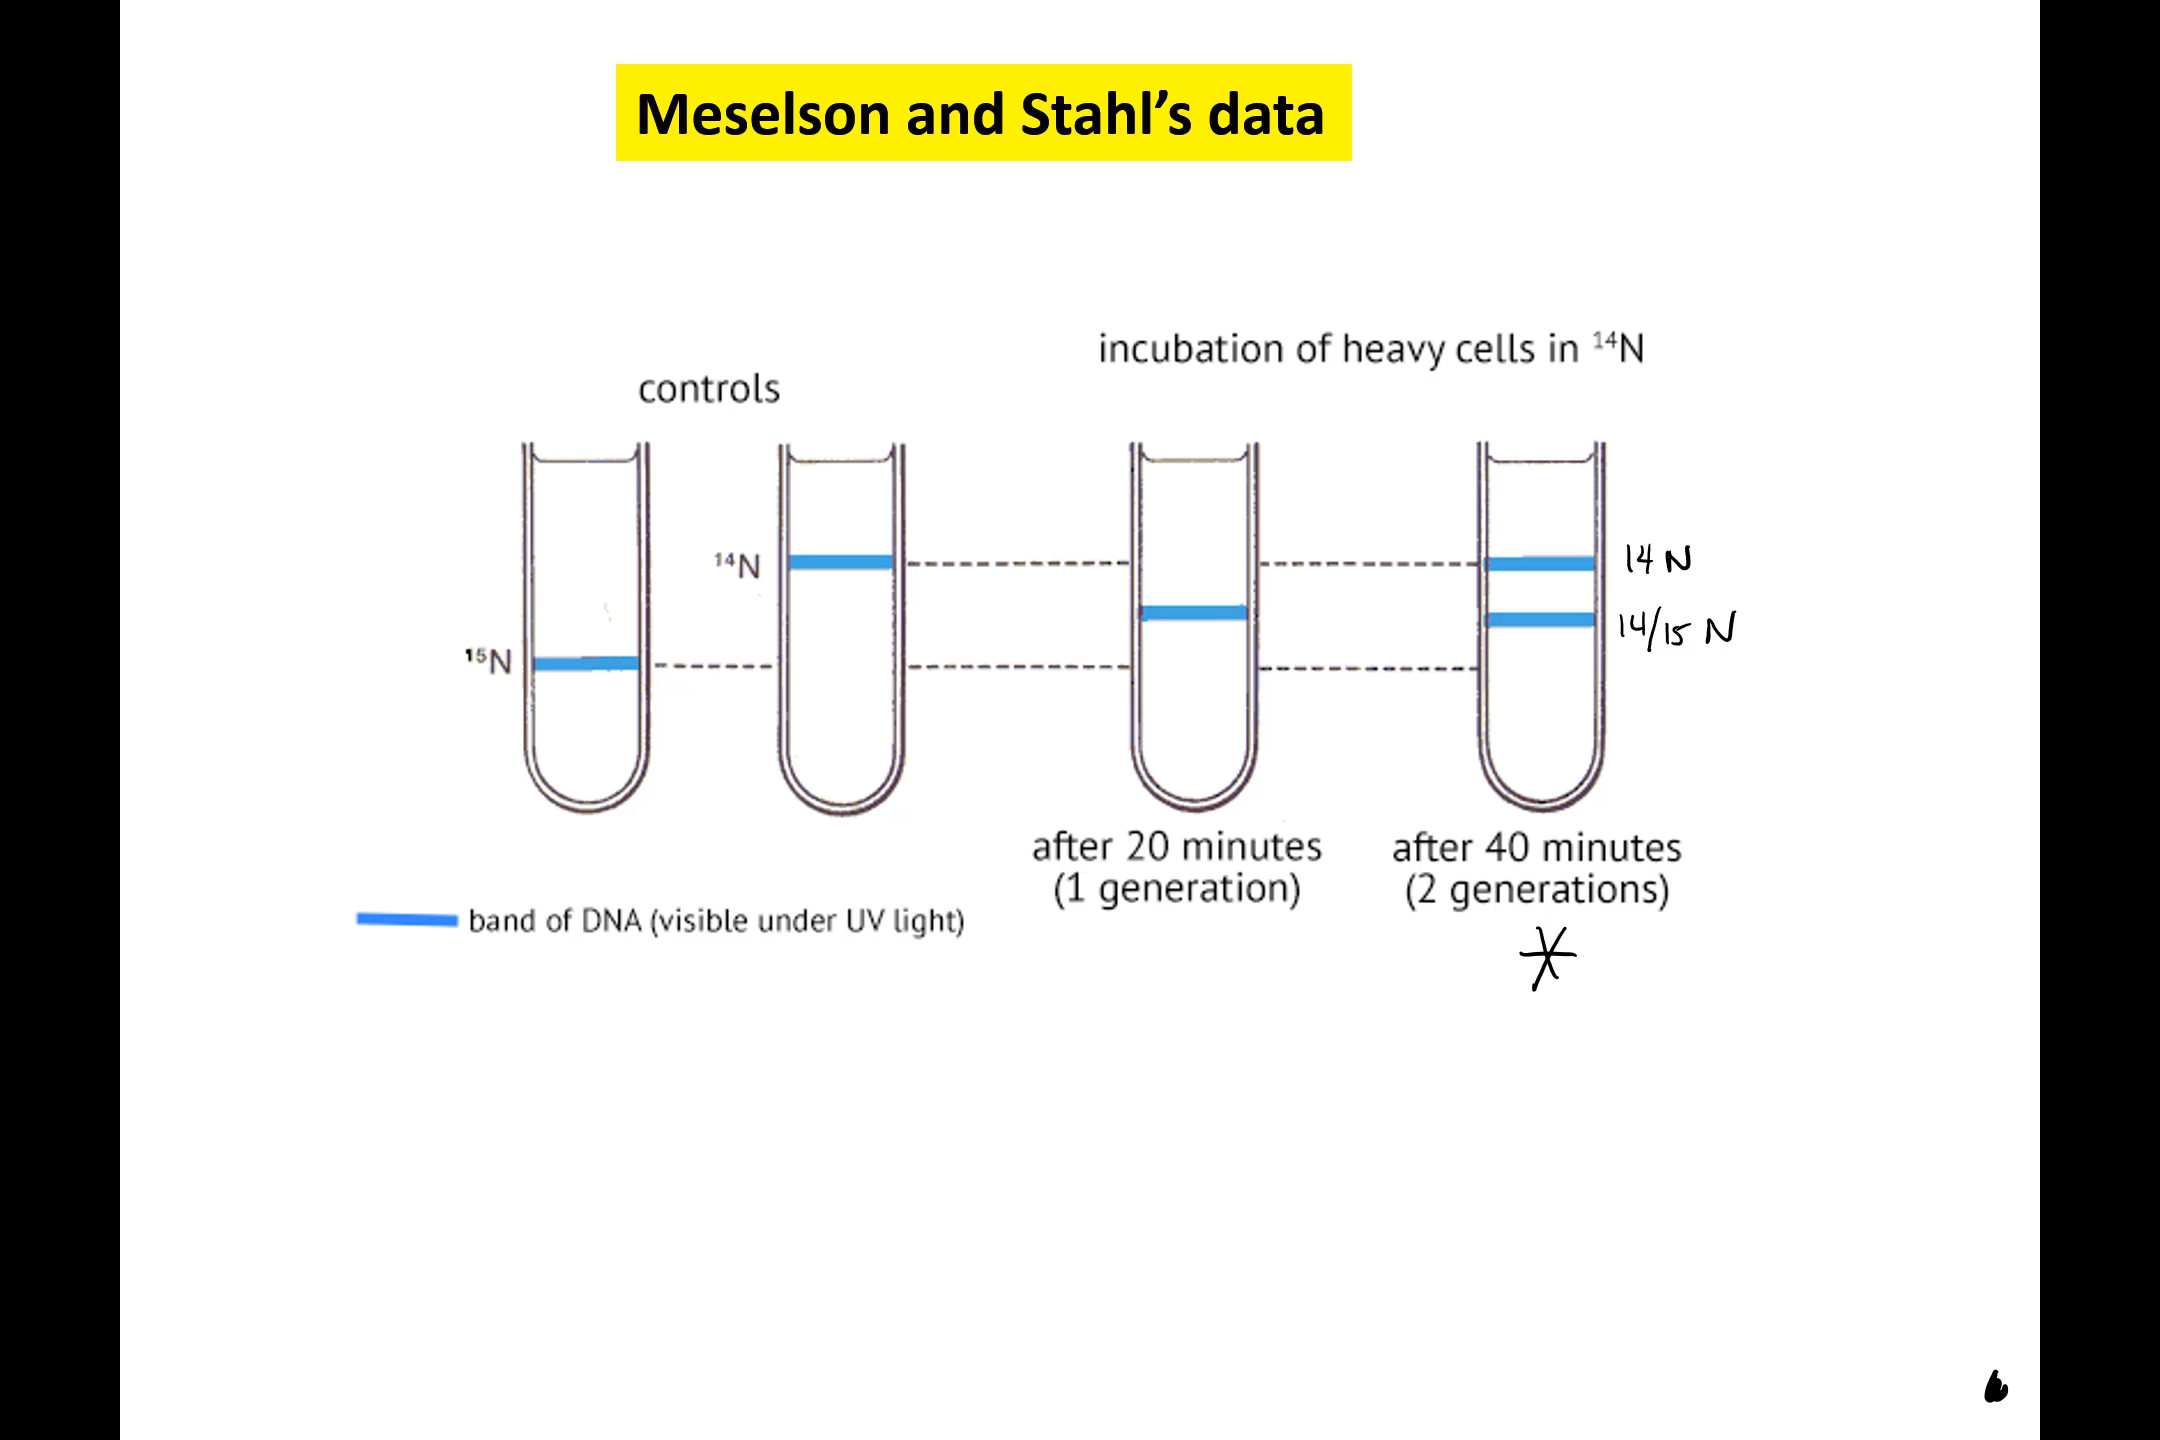 Meselson and Stahl’s data
incubation of heavy cells in ¹⁴N
controls
¹⁴N
¹⁵N
14 N
14/15 N
after 20 minutes
(1 generation)
after 40 minutes
(2 generations)
*
band of DNA (visible under UV light)